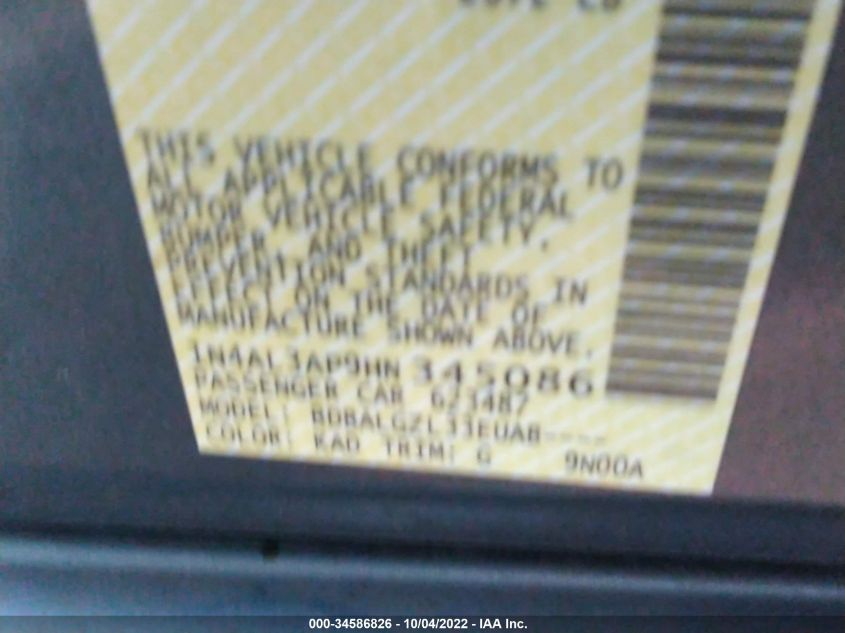 THIS VEHICLE CONFORMS TO
ALL APPLICABLE FEDERAL
MOTOR VEHICLE SAFETY,
BUMPER, AND THEFT
PREVENTION STANDARDS IN
EFFECT ON THE DATE OF
MANUFACTURE SHOWN ABOVE.
1N4AL3AP9HN 345086
PASSENGER CAR 623487
MODEL: BDBALGZL33EUAB----
COLOR: KAD TRIM: G 9N00A
000-34586826 - 10/04/2022 - IAA Inc.